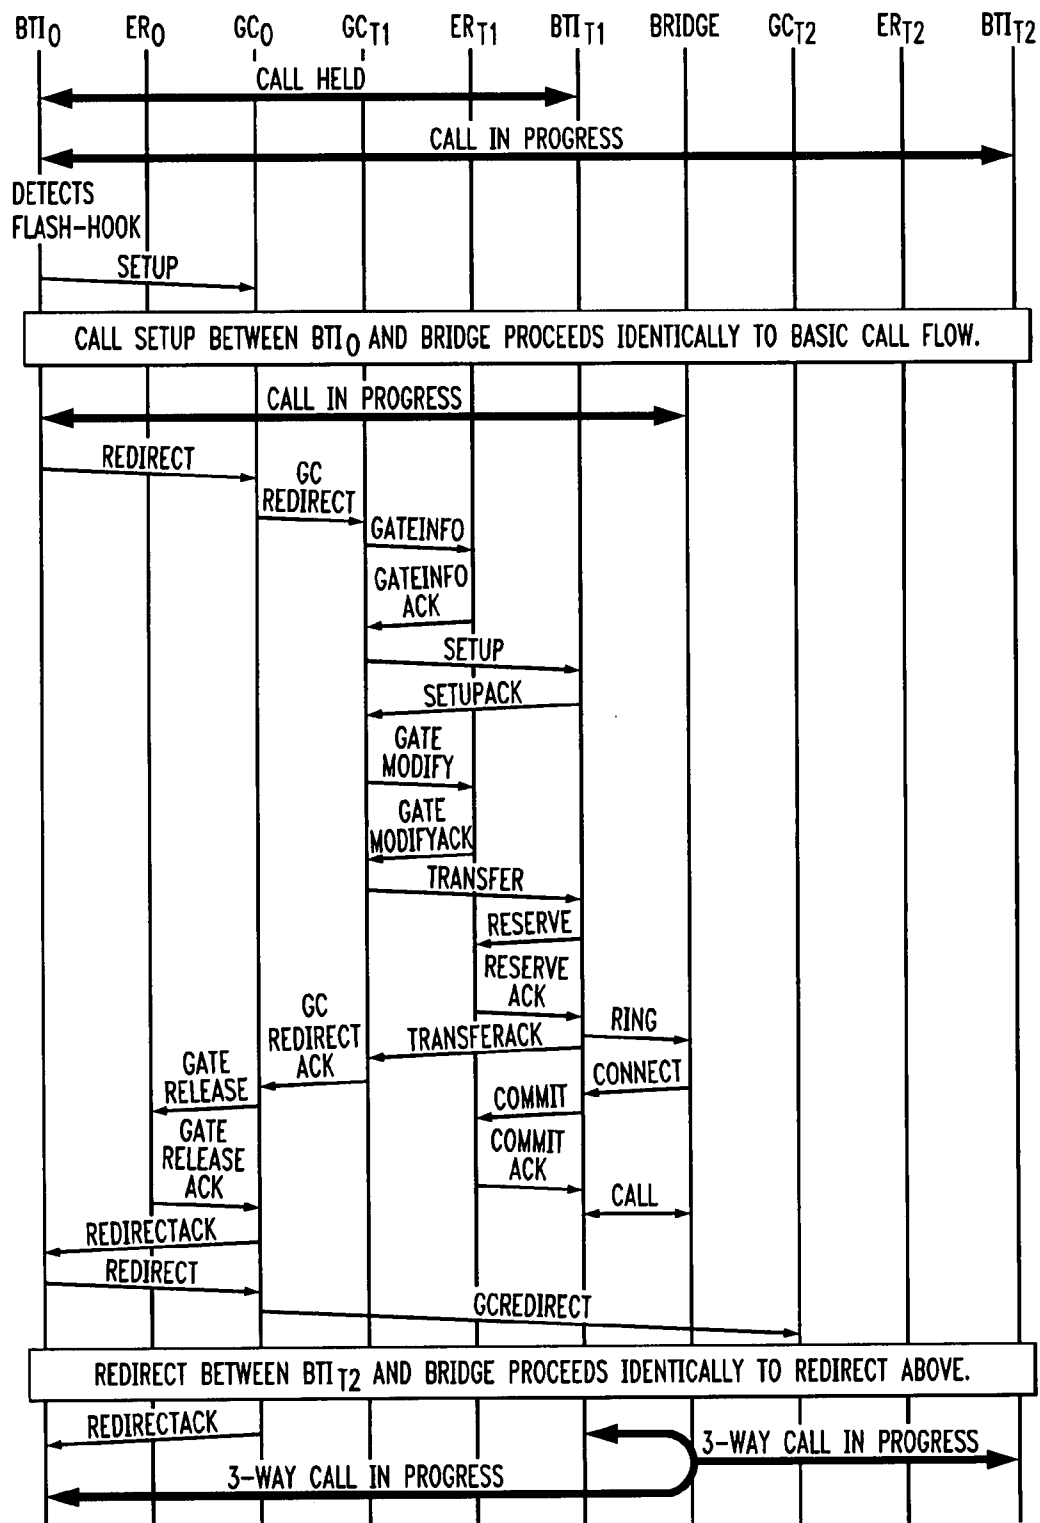 BTIO ERO GCO GCT1 ERT1 BTIT1 BRIDGE GCT2 ERT2 BTIT2
CALL HELD
CALL IN PROGRESS
DETECTS
FLASH-HOOK
SETUP
CALL SETUP BETWEEN BTIO AND BRIDGE PROCEEDS IDENTICALLY TO BASIC CALL FLOW.
CALL IN PROGRESS
REDIRECT
GC
REDIRECT
GATEINFO
GATEINFO
ACK
SETUP
SETUPACK
GATE
MODIFY
GATE
MODIFYACK
TRANSFER
RESERVE
RESERVE
ACK
RING
TRANSFERACK
GC
REDIRECT
ACK
CONNECT
GATE
RELEASE
COMMIT
GATE
RELEASE
ACK
COMMIT
ACK
CALL
REDIRECTACK
REDIRECT
GCREDIRECT
REDIRECT BETWEEN BTIT2 AND BRIDGE PROCEEDS IDENTICALLY TO REDIRECT ABOVE.
REDIRECTACK
3-WAY CALL IN PROGRESS
3-WAY CALL IN PROGRESS